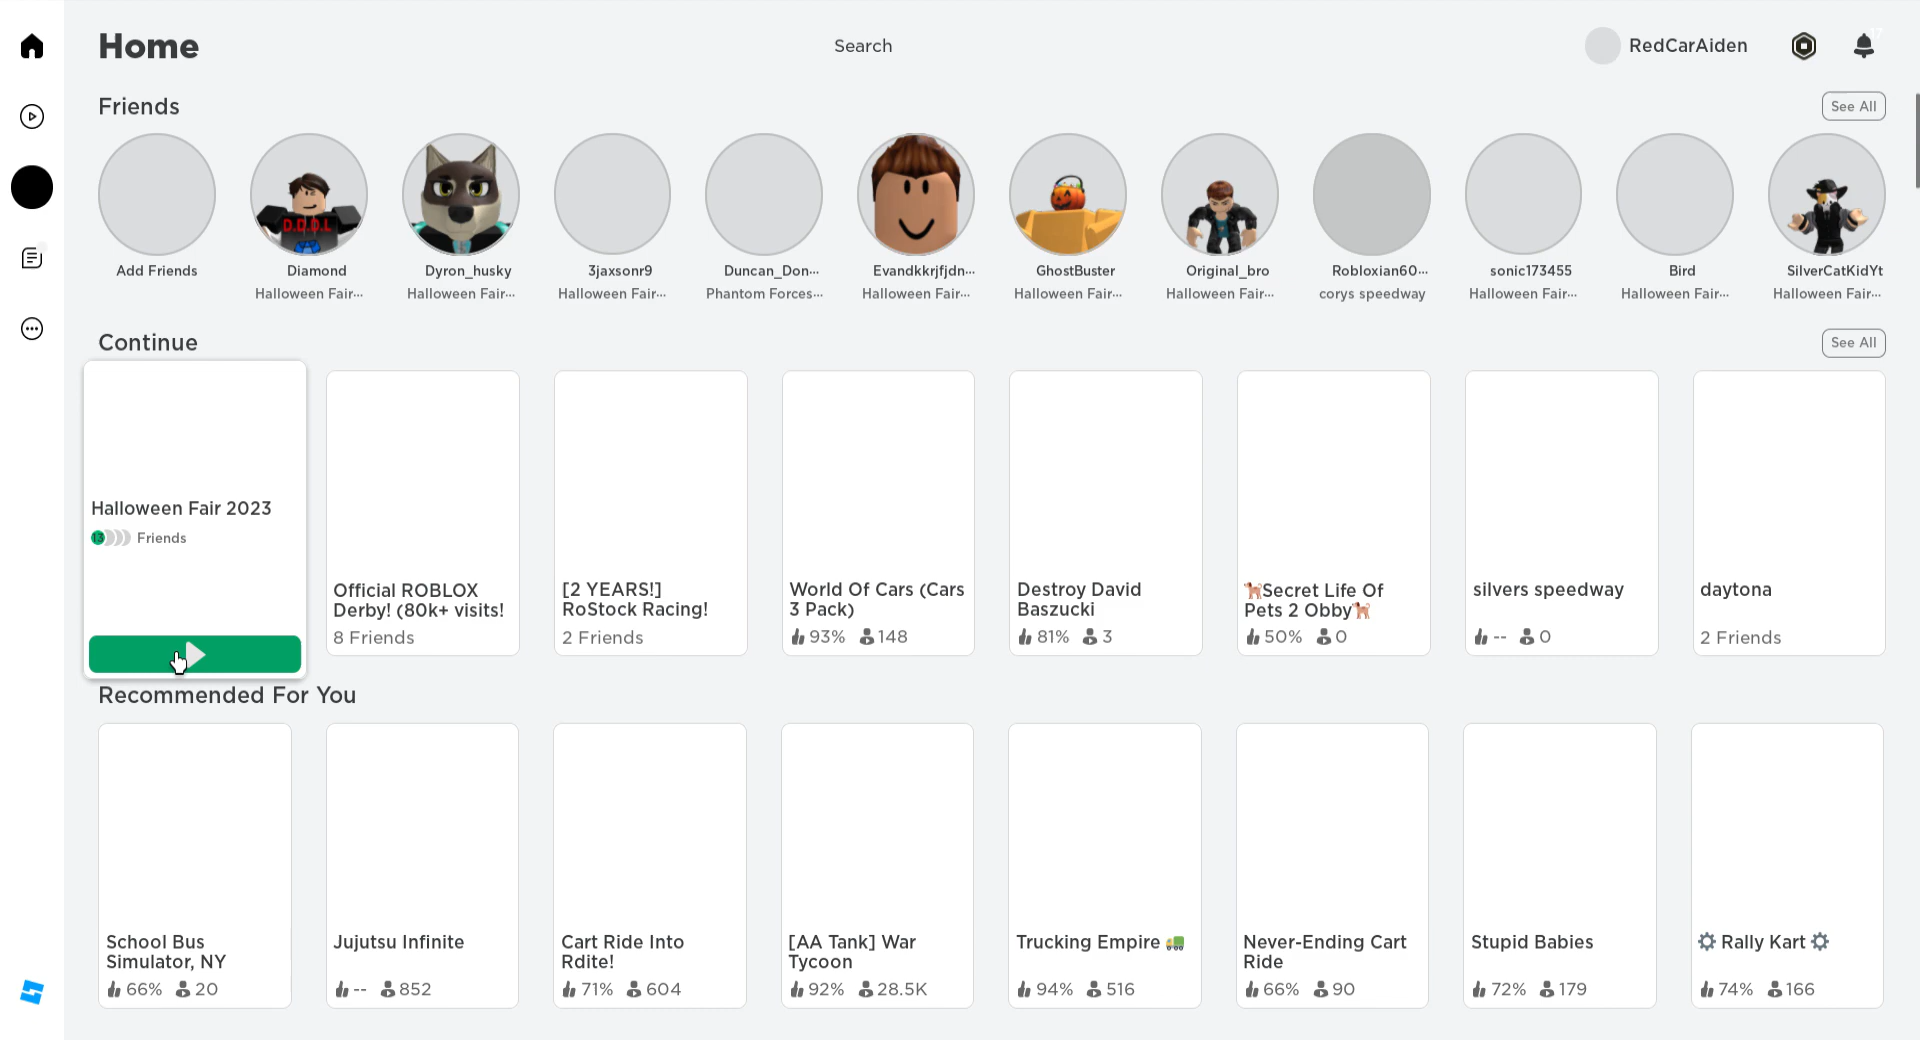 Home
Search
RedCarAiden
Friends
See All
Add Friends
Diamond
Halloween Fair···
Dyron_husky
Halloween Fair···
3jaxsonr9
Halloween Fair···
Duncan_Don···
Phantom Forces···
Evandkkrjfjdn···
Halloween Fair···
GhostBuster
Halloween Fair···
Original_bro
Halloween Fair···
Robloxian60···
corys speedway
sonic173455
Halloween Fair···
Bird
Halloween Fair···
SilverCatKidYt
Halloween Fair···
D.D.D.L
Continue
See All
Halloween Fair 2023
13 Friends
Official ROBLOX
Derby! (80k+ visits!
8 Friends
[2 YEARS!]
RoStock Racing!
2 Friends
World Of Cars (Cars
3 Pack)
93% 148
Destroy David
Baszucki
81% 3
🐕Secret Life Of
Pets 2 Obby🐕
50% 0
silvers speedway
-- 0
daytona
2 Friends
Recommended For You
School Bus
Simulator, NY
66% 20
Jujutsu Infinite
-- 852
Cart Ride Into
Rdite!
71% 604
[AA Tank] War
Tycoon
92% 28.5K
Trucking Empire 🚛
94% 516
Never-Ending Cart
Ride
66% 90
Stupid Babies
72% 179
⚙️ Rally Kart ⚙️
74% 166